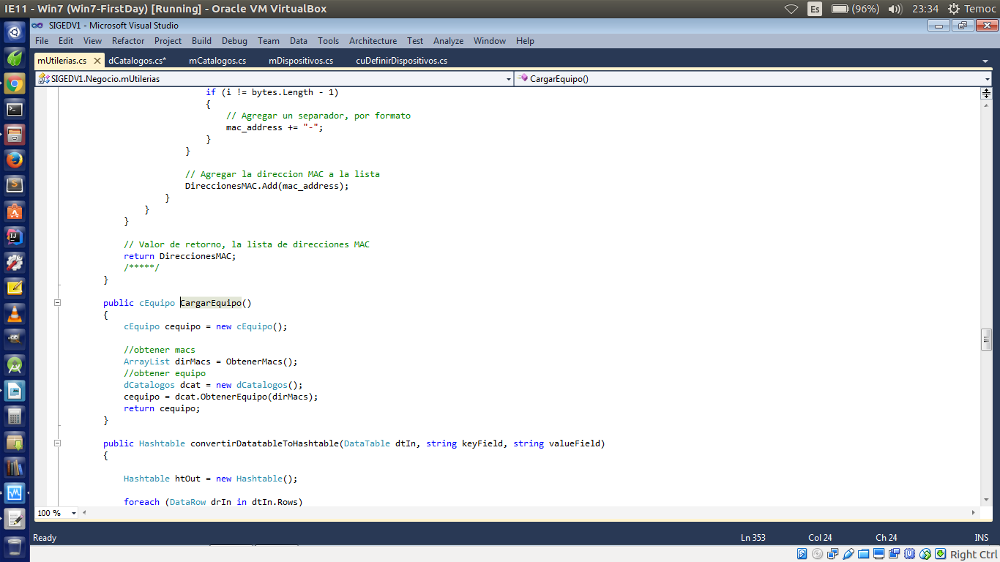 IE11 - Win7 (Win7-FirstDay) [Running] - Oracle VM VirtualBox
Es (96%) 23:34 Temoc
SIGEDV1 - Microsoft Visual Studio
File Edit View Refactor Project Build Debug Team Data Tools Architecture Test Analyze Window Help
mUtilerias.cs dCatalogos.cs* mCatalogos.cs mDispositivos.cs cuDefinirDispositivos.cs
SIGEDV1.Negocio.mUtilerias CargarEquipo()
if (i != bytes.Length - 1)
{
// Agregar un separador, por formato
mac_address += "-";
}
}
// Agregar la direccion MAC a la lista
DireccionesMAC.Add(mac_address);
}
}
}
// Valor de retorno, la lista de direcciones MAC
return DireccionesMAC;
/*****/
}
public cEquipo CargarEquipo()
{
cEquipo cequipo = new cEquipo();
//obtener macs
ArrayList dirMacs = ObtenerMacs();
//obtener equipo
dCatalogos dcat = new dCatalogos();
cequipo = dcat.ObtenerEquipo(dirMacs);
return cequipo;
}
public Hashtable convertirDatatableToHashtable(DataTable dtIn, string keyField, string valueField)
{
Hashtable htOut = new Hashtable();
foreach (DataRow drIn in dtIn.Rows)
100 %
Ready Ln 353 Col 24 Ch 24 INS
Right Ctrl